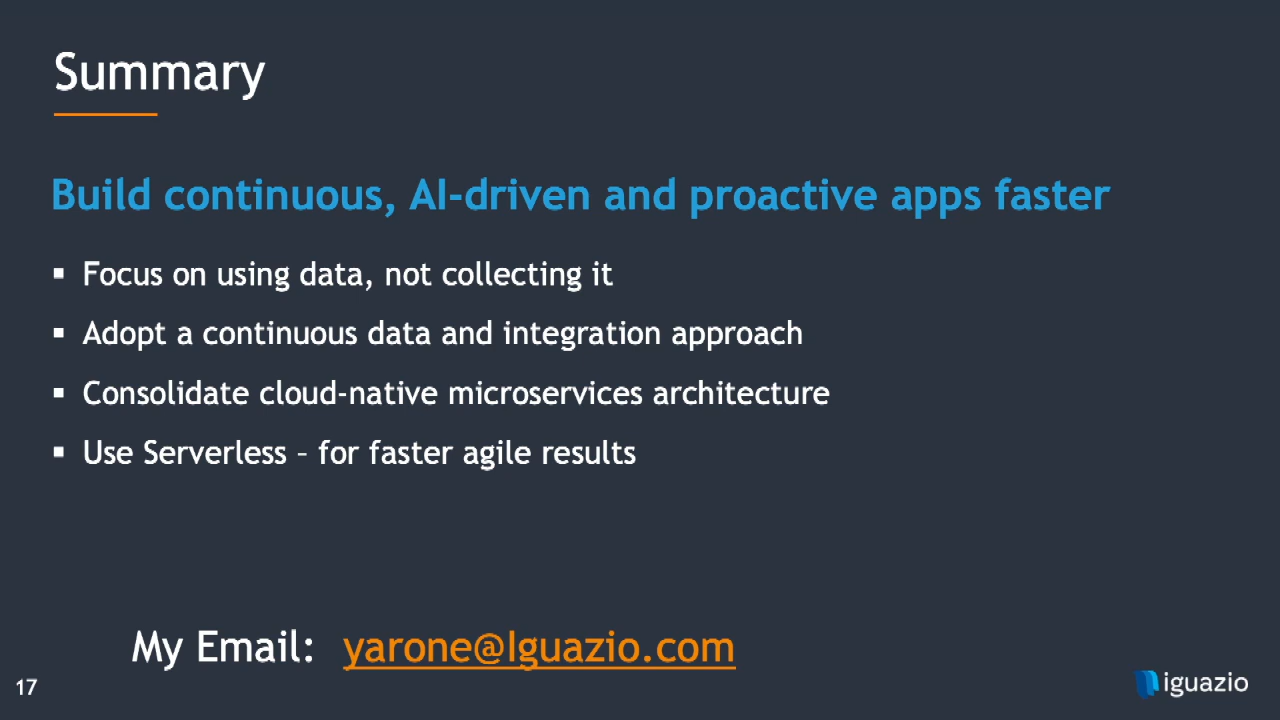 Summary
Build continuous, AI-driven and proactive apps faster
▪ Focus on using data, not collecting it
▪ Adopt a continuous data and integration approach
▪ Consolidate cloud-native microservices architecture
▪ Use Serverless – for faster agile results
My Email: yarone@Iguazio.com
17
iguazio